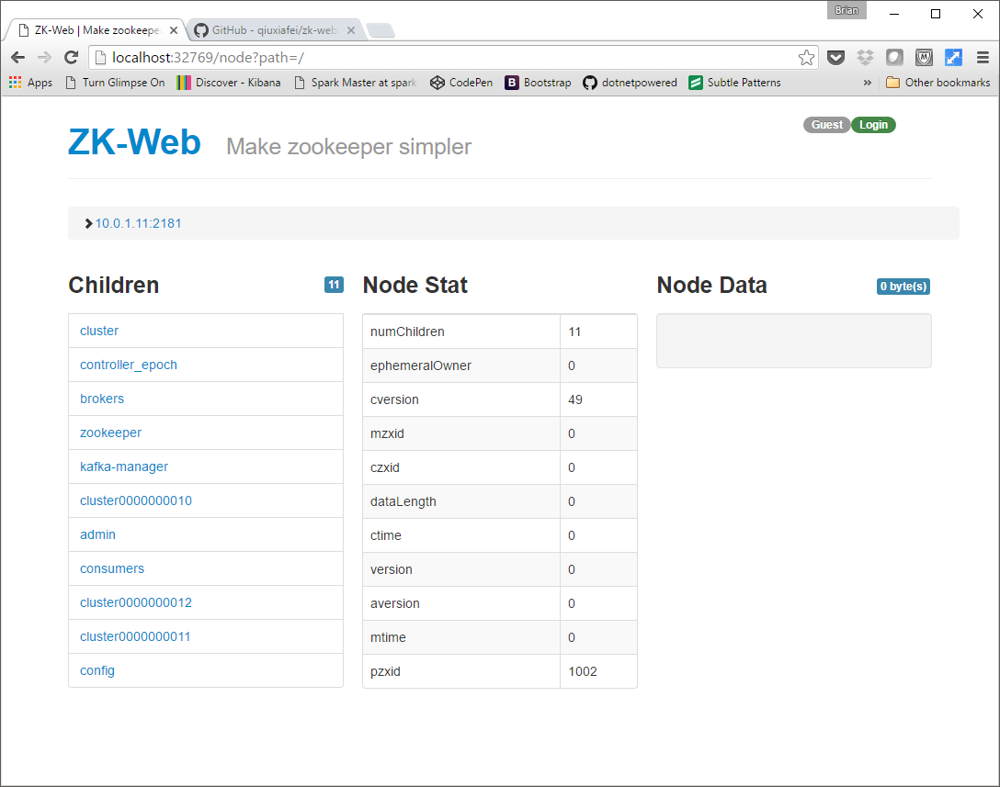 Brian
ZK-Web | Make zookeepe
GitHub - qiuxiafei/zk-web
localhost:32769/node?path=/
Apps Turn Glimpse On Discover - Kibana Spark Master at spark CodePen Bootstrap dotnetpowered Subtle Patterns » Other bookmarks
ZK-Web Make zookeeper simpler
Guest Login
10.0.1.11:2181
Children 11
cluster
controller_epoch
brokers
zookeeper
kafka-manager
cluster0000000010
admin
consumers
cluster0000000012
cluster0000000011
config
Node Stat
numChildren 11
ephemeralOwner 0
cversion 49
mzxid 0
czxid 0
dataLength 0
ctime 0
version 0
aversion 0
mtime 0
pzxid 1002
Node Data 0 byte(s)